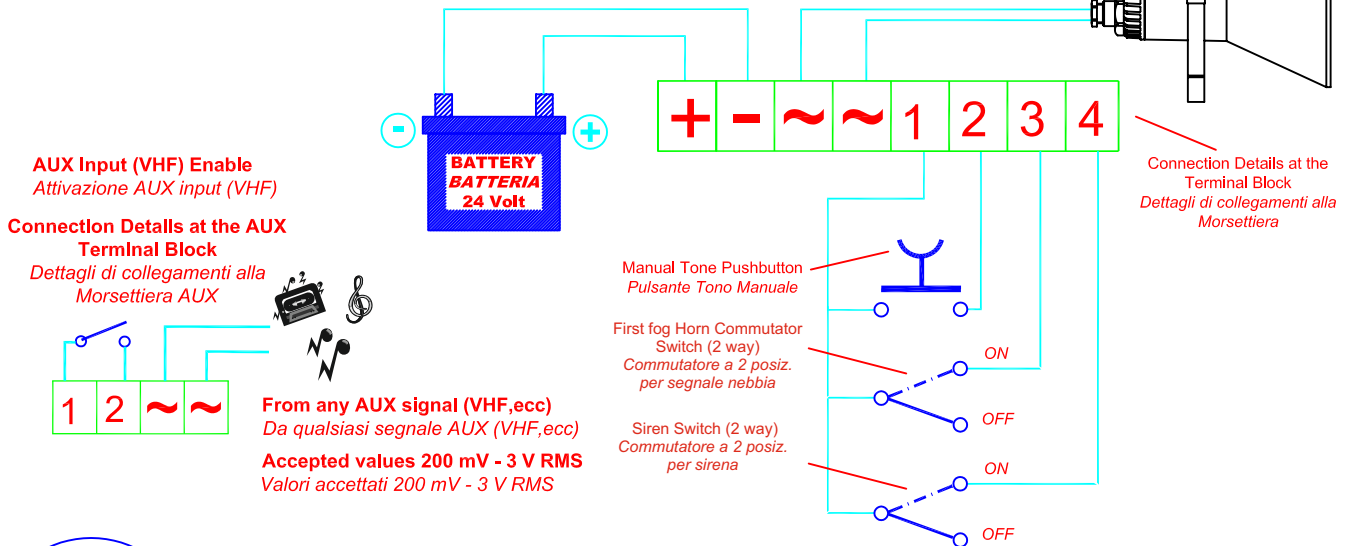 + - ~ ~ 1 2 3 4
- +
BATTERY
BATTERIA
24 Volt
Connection Details at the
Terminal Block
Dettagli di collegamenti alla
Morsettiera
AUX Input (VHF) Enable
Attivazione AUX input (VHF)
Connection Details at the AUX
Terminal Block
Dettagli di collegamenti alla
Morsettiera AUX
1 2 ~ ~
From any AUX signal (VHF,ecc)
Da qualsiasi segnale AUX (VHF,ecc)
Accepted values 200 mV - 3 V RMS
Valori accettati 200 mV - 3 V RMS
Manual Tone Pushbutton
Pulsante Tono Manuale
First fog Horn Commutator
Switch (2 way)
Commutatore a 2 posiz.
per segnale nebbia
ON
OFF
Siren Switch (2 way)
Commutatore a 2 posiz.
per sirena
ON
OFF